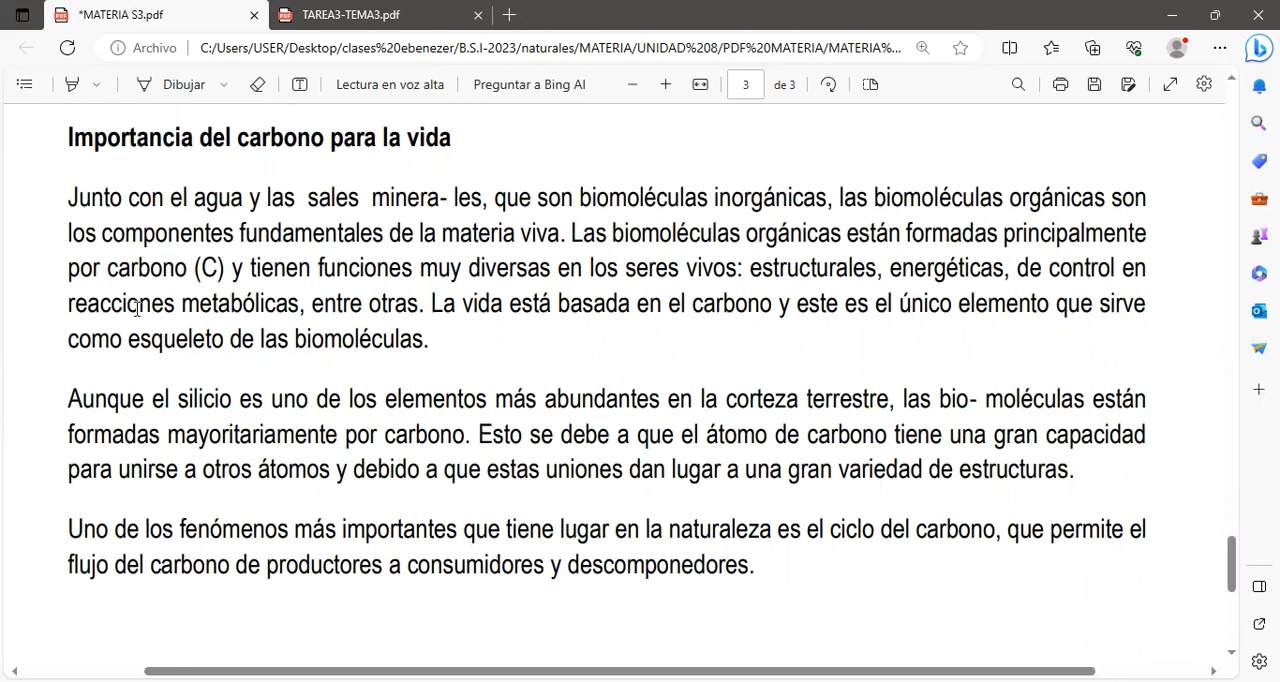 *MATERIA S3.pdf
TAREA3-TEMA3.pdf
Archivo
C:/Users/USER/Desktop/clases%20ebenezer/B.S.I-2023/naturales/MATERIA/UNIDAD%208/PDF%20MATERIA/MATERIA%...
Dibujar
Lectura en voz alta
Preguntar a Bing AI
3
de 3
Importancia del carbono para la vida
Junto con el agua y las sales minera- les, que son biomoléculas inorgánicas, las biomoléculas orgánicas son
los componentes fundamentales de la materia viva. Las biomoléculas orgánicas están formadas principalmente
por carbono (C) y tienen funciones muy diversas en los seres vivos: estructurales, energéticas, de control en
reacciones metabólicas, entre otras. La vida está basada en el carbono y este es el único elemento que sirve
como esqueleto de las biomoléculas.
Aunque el silicio es uno de los elementos más abundantes en la corteza terrestre, las bio- moléculas están
formadas mayoritariamente por carbono. Esto se debe a que el átomo de carbono tiene una gran capacidad
para unirse a otros átomos y debido a que estas uniones dan lugar a una gran variedad de estructuras.
Uno de los fenómenos más importantes que tiene lugar en la naturaleza es el ciclo del carbono, que permite el
flujo del carbono de productores a consumidores y descomponedores.